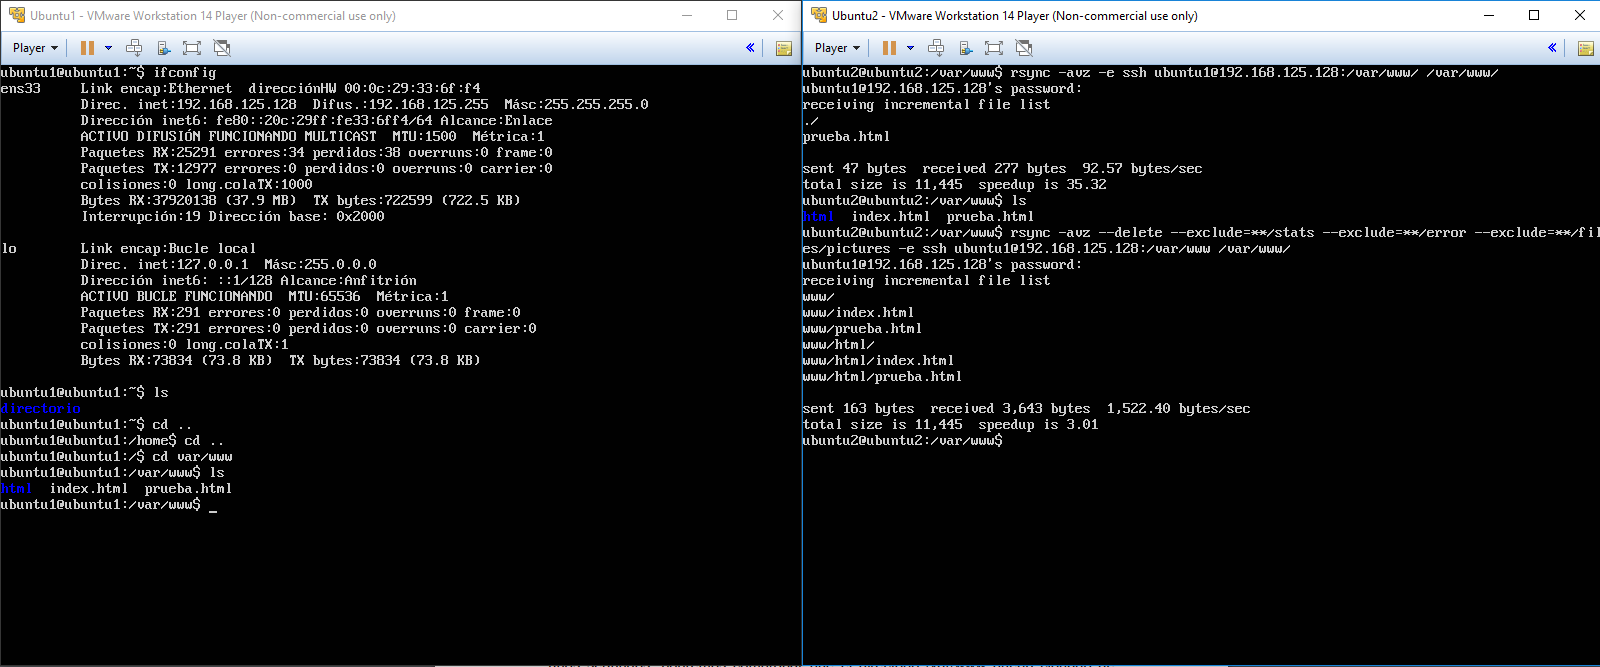 Ubuntu1 - VMware Workstation 14 Player (Non-commercial use only)
Player
ubuntu1@ubuntu1:~$ ifconfig
ens33     Link encap:Ethernet  direcciónHW 00:0c:29:33:6f:f4
          Direc. inet:192.168.125.128  Difus.:192.168.125.255  Másc:255.255.255.0
          Dirección inet6: fe80::20c:29ff:fe33:6ff4/64 Alcance:Enlace
          ACTIVO DIFUSIÓN FUNCIONANDO MULTICAST  MTU:1500  Métrica:1
          Paquetes RX:25291 errores:34 perdidos:38 overruns:0 frame:0
          Paquetes TX:12977 errores:0 perdidos:0 overruns:0 carrier:0
          colisiones:0 long.colaTX:1000
          Bytes RX:37920138 (37.9 MB)  TX bytes:722599 (722.5 KB)
          Interrupción:19 Dirección base: 0x2000
lo        Link encap:Bucle local
          Direc. inet:127.0.0.1  Másc:255.0.0.0
          Dirección inet6: ::1/128 Alcance:Anfitrión
          ACTIVO BUCLE FUNCIONANDO  MTU:65536  Métrica:1
          Paquetes RX:291 errores:0 perdidos:0 overruns:0 frame:0
          Paquetes TX:291 errores:0 perdidos:0 overruns:0 carrier:0
          colisiones:0 long.colaTX:1
          Bytes RX:73834 (73.8 KB)  TX bytes:73834 (73.8 KB)
ubuntu1@ubuntu1:~$ ls
directorio
ubuntu1@ubuntu1:~$ cd ..
ubuntu1@ubuntu1:/home$ cd ..
ubuntu1@ubuntu1:/$ cd var/www
ubuntu1@ubuntu1:/var/www$ ls
html  index.html  prueba.html
ubuntu1@ubuntu1:/var/www$ _
Ubuntu2 - VMware Workstation 14 Player (Non-commercial use only)
Player
ubuntu2@ubuntu2:/var/www$ rsync -avz -e ssh ubuntu1@192.168.125.128:/var/www/ /var/www/
ubuntu1@192.168.125.128's password:
receiving incremental file list
./
prueba.html
sent 47 bytes  received 277 bytes  92.57 bytes/sec
total size is 11,445  speedup is 35.32
ubuntu2@ubuntu2:/var/www$ ls
html  index.html  prueba.html
ubuntu2@ubuntu2:/var/www$ rsync -avz --delete --exclude=**/stats --exclude=**/error --exclude=**/fil
es/pictures -e ssh ubuntu1@192.168.125.128:/var/www /var/www/
ubuntu1@192.168.125.128's password:
receiving incremental file list
www/
www/index.html
www/prueba.html
www/html/
www/html/index.html
www/html/prueba.html
sent 163 bytes  received 3,643 bytes  1,522.40 bytes/sec
total size is 11,445  speedup is 3.01
ubuntu2@ubuntu2:/var/www$